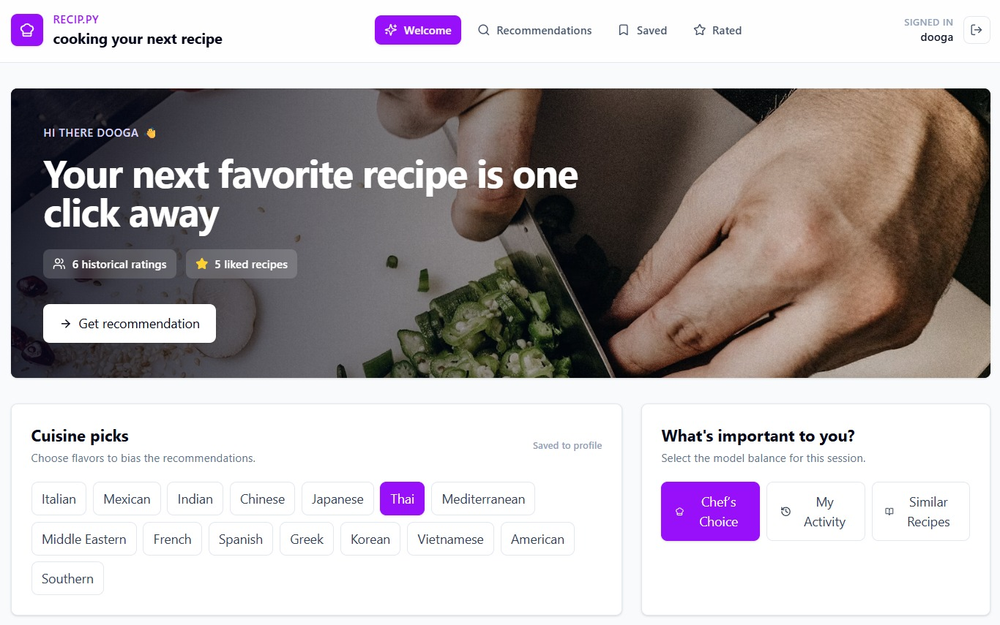 RECIP.PY
cooking your next recipe
Welcome
Recommendations
Saved
Rated
SIGNED IN
dooga
HI THERE DOOGA 👋
Your next favorite recipe is one
click away
6 historical ratings
5 liked recipes
Get recommendation
Cuisine picks
Choose flavors to bias the recommendations.
Saved to profile
Italian
Mexican
Indian
Chinese
Japanese
Thai
Mediterranean
Middle Eastern
French
Spanish
Greek
Korean
Vietnamese
American
Southern
What's important to you?
Select the model balance for this session.
Chef's
Choice
My
Activity
Similar
Recipes